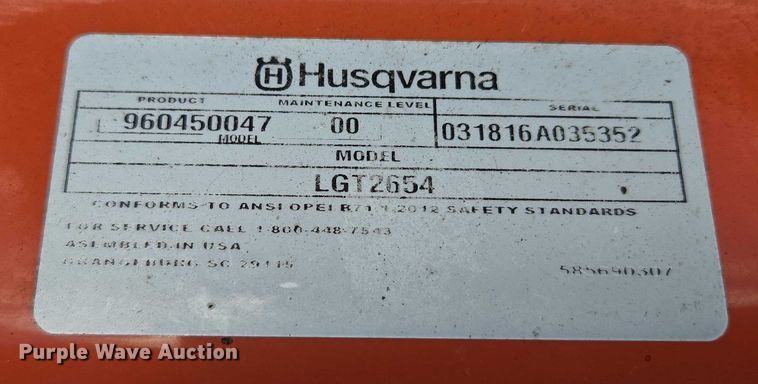 H Husqvarna
PRODUCT MAINTENANCE LEVEL SERIAL
960450047 00 031816A035352
MODEL
MODEL
LGT2654
CONFORMS TO ANSI OPEI B71.1-2012 SAFETY STANDARDS
FOR SERVICE CALL 1-800-448-7543
ASEMBLED IN USA
ORANGEBURG, SC 29115
585690307
Purple Wave Auction